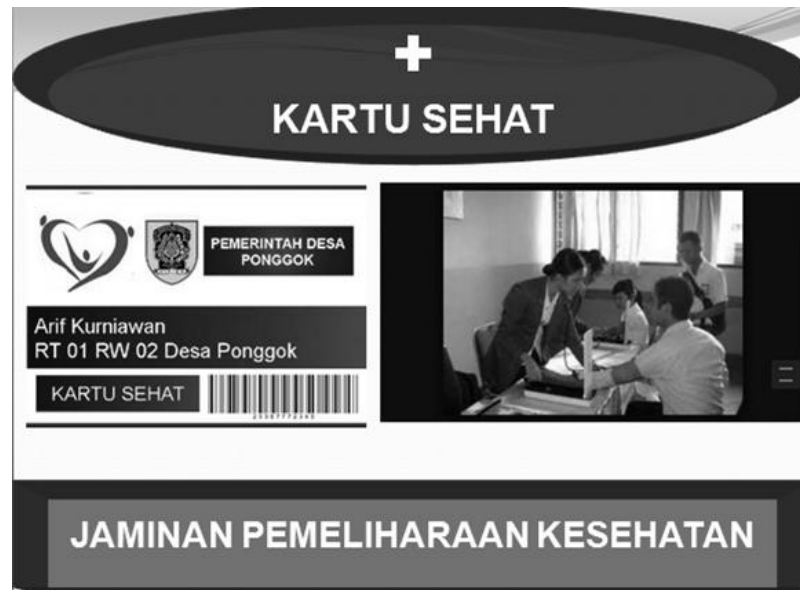 KARTU SEHAT
PEMERINTAH DESA
PONGGOK
Arif Kurniawan
RT 01 RW 02 Desa Ponggok
KARTU SEHAT
JAMINAN PEMELIHARAAN KESEHATAN